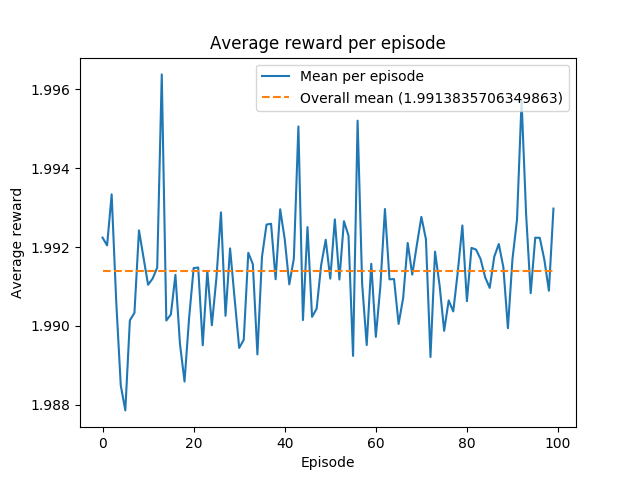 Average reward per episode
Mean per episode
Overall mean (1.9913835706349863)
1.996
1.994
1.992
1.990
1.988
Average reward
0 20 40 60 80 100
Episode